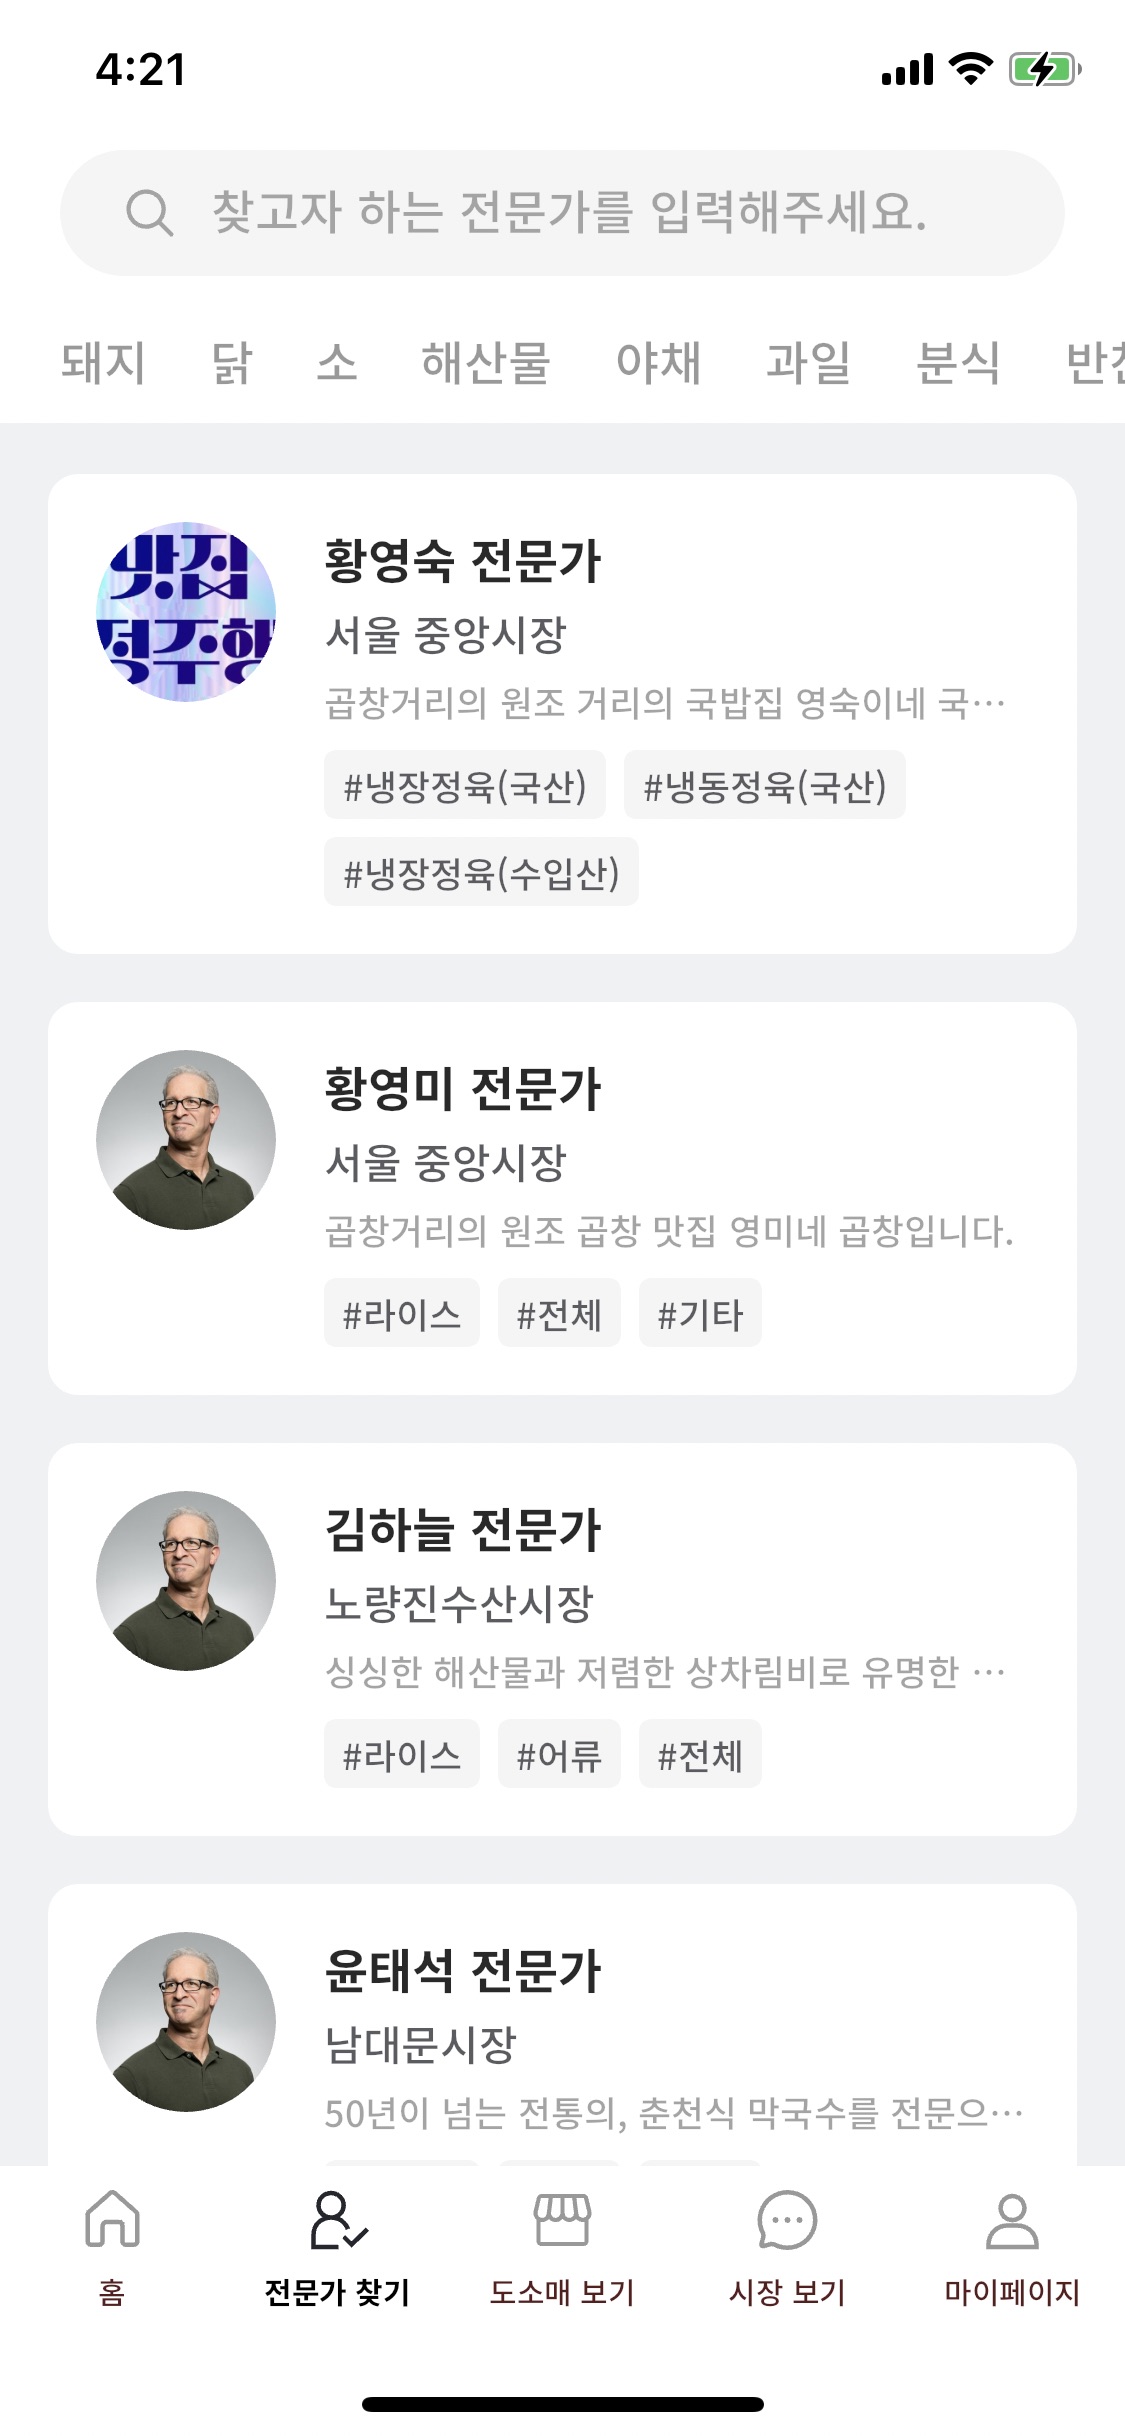 4:21
찾고자 하는 전문가를 입력해주세요.
돼지 닭 소 해산물 야채 과일 분식
맛집
정주행
황영숙 전문가
서울 중앙시장
곱창거리의 원조 거리의 국밥집 영숙이네 국…
#냉장정육(국산) #냉동정육(국산)
#냉장정육(수입산)
황영미 전문가
서울 중앙시장
곱창거리의 원조 곱창 맛집 영미네 곱창입니다.
#라이스 #전체 #기타
김하늘 전문가
노량진수산시장
싱싱한 해산물과 저렴한 상차림비로 유명한 …
#라이스 #어류 #전체
윤태석 전문가
남대문시장
50년이 넘는 전통의, 춘천식 막국수를 전문으…
홈 전문가 찾기 도소매 보기 시장 보기 마이페이지